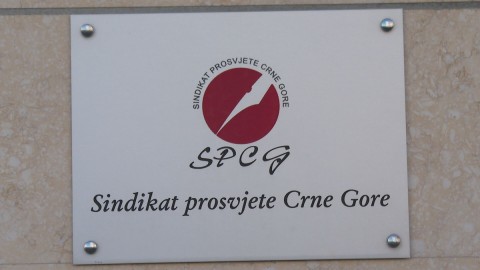 SINDIKAT PROSVJETE CRNE GORE
SPCG
Sindikat prosvjete Crne Gore